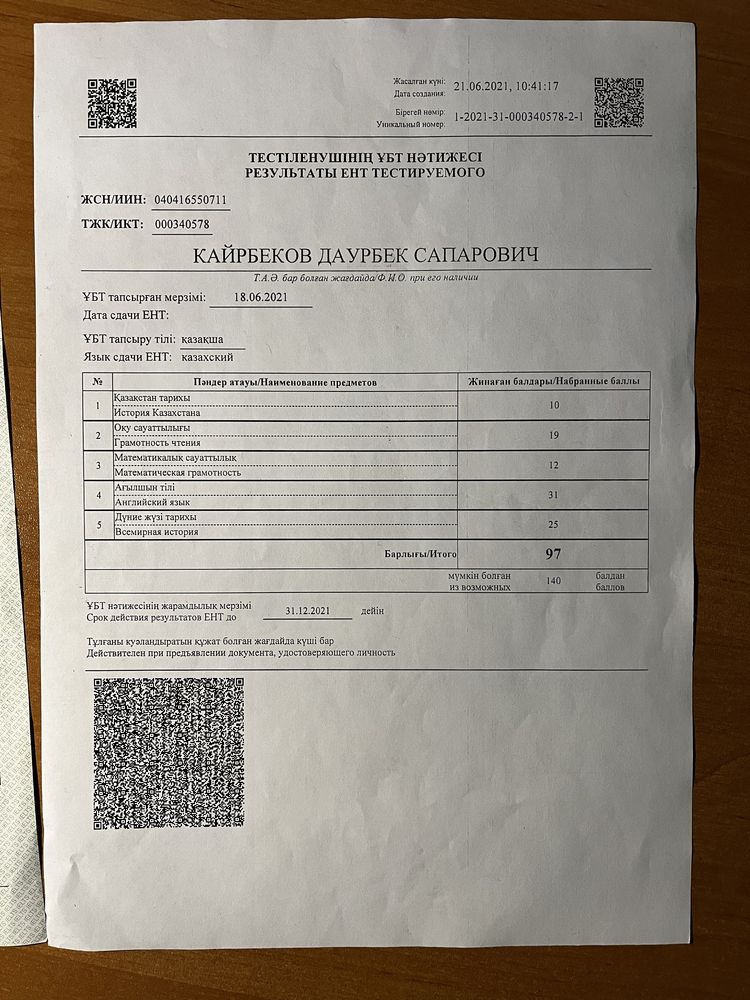 Жасалған күні:
Дата создания:
21.06.2021, 10:41:17
Бірегей нөмір:
Уникальный номер:
1-2021-31-000340578-2-1
ТЕСТІЛЕНУШІНІҢ ҰБТ НӘТИЖЕСІ
РЕЗУЛЬТАТЫ ЕНТ ТЕСТИРУЕМОГО
ЖСН/ИИН: 040416550711
ТЖК/ИКТ: 000340578
КАЙРБЕКОВ ДАУРБЕК САПАРОВИЧ
Т.А.Ә. бар болған жағдайда/Ф.И.О. при его наличии
ҰБТ тапсырған мерзімі: 18.06.2021
Дата сдачи ЕНТ:
ҰБТ тапсыру тілі: казақша
Язык сдачи ЕНТ: казахский
№ Пәндер атауы/Наименование предметов Жинаған балдары/Набранные баллы
1 Қазақстан тарихы 10
История Казахстана
2 Оқу сауаттылығы 19
Грамотность чтения
3 Математикалық сауаттылық 12
Математическая грамотность
4 Ағылшын тілі 31
Английский язык
5 Дүние жүзі тарихы 25
Всемирная история
Барлығы/Итого 97
мүмкін болған 140 балдан
из возможных баллов
ҰБТ нәтижесінің жарамдылық мерзімі
Срок действия результатов ЕНТ до 31.12.2021 дейін
Тұлғаны куәландыратын құжат болған жағдайда күші бар
Действителен при предъявлении документа, удостоверяющего личность